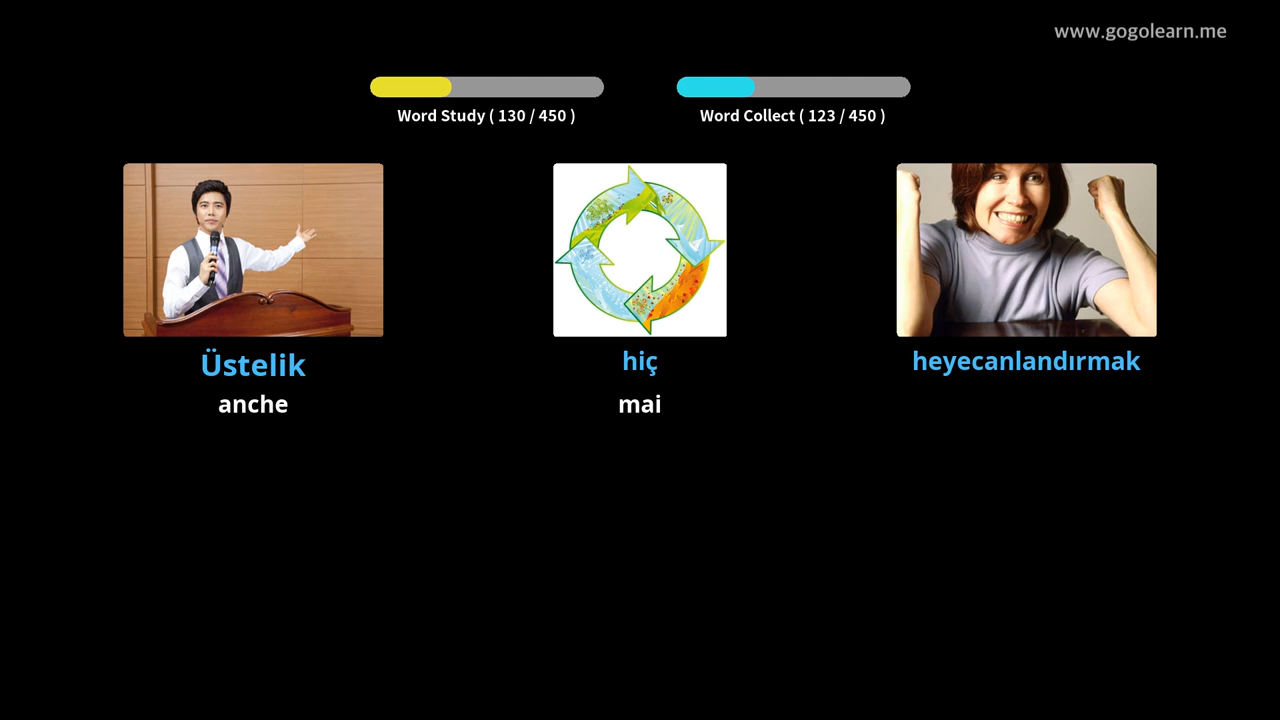 www.gogolearn.me
Word Study ( 130 / 450 )
Word Collect ( 123 / 450 )
Üstelik
anche
hiç
mai
heyecanlandırmak